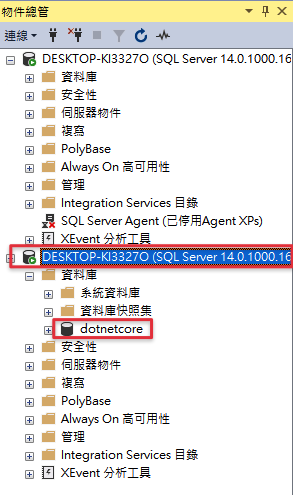 物件總管
連線
DESKTOP-KI3327O (SQL Server 14.0.1000.16
資料庫
安全性
伺服器物件
複寫
PolyBase
Always On 高可用性
管理
Integration Services 目錄
SQL Server Agent (已停用Agent XPs)
XEvent 分析工具
DESKTOP-KI3327O (SQL Server 14.0.1000.16
資料庫
系統資料庫
資料庫快照集
dotnetcore
安全性
伺服器物件
複寫
PolyBase
Always On 高可用性
管理
Integration Services 目錄
XEvent 分析工具